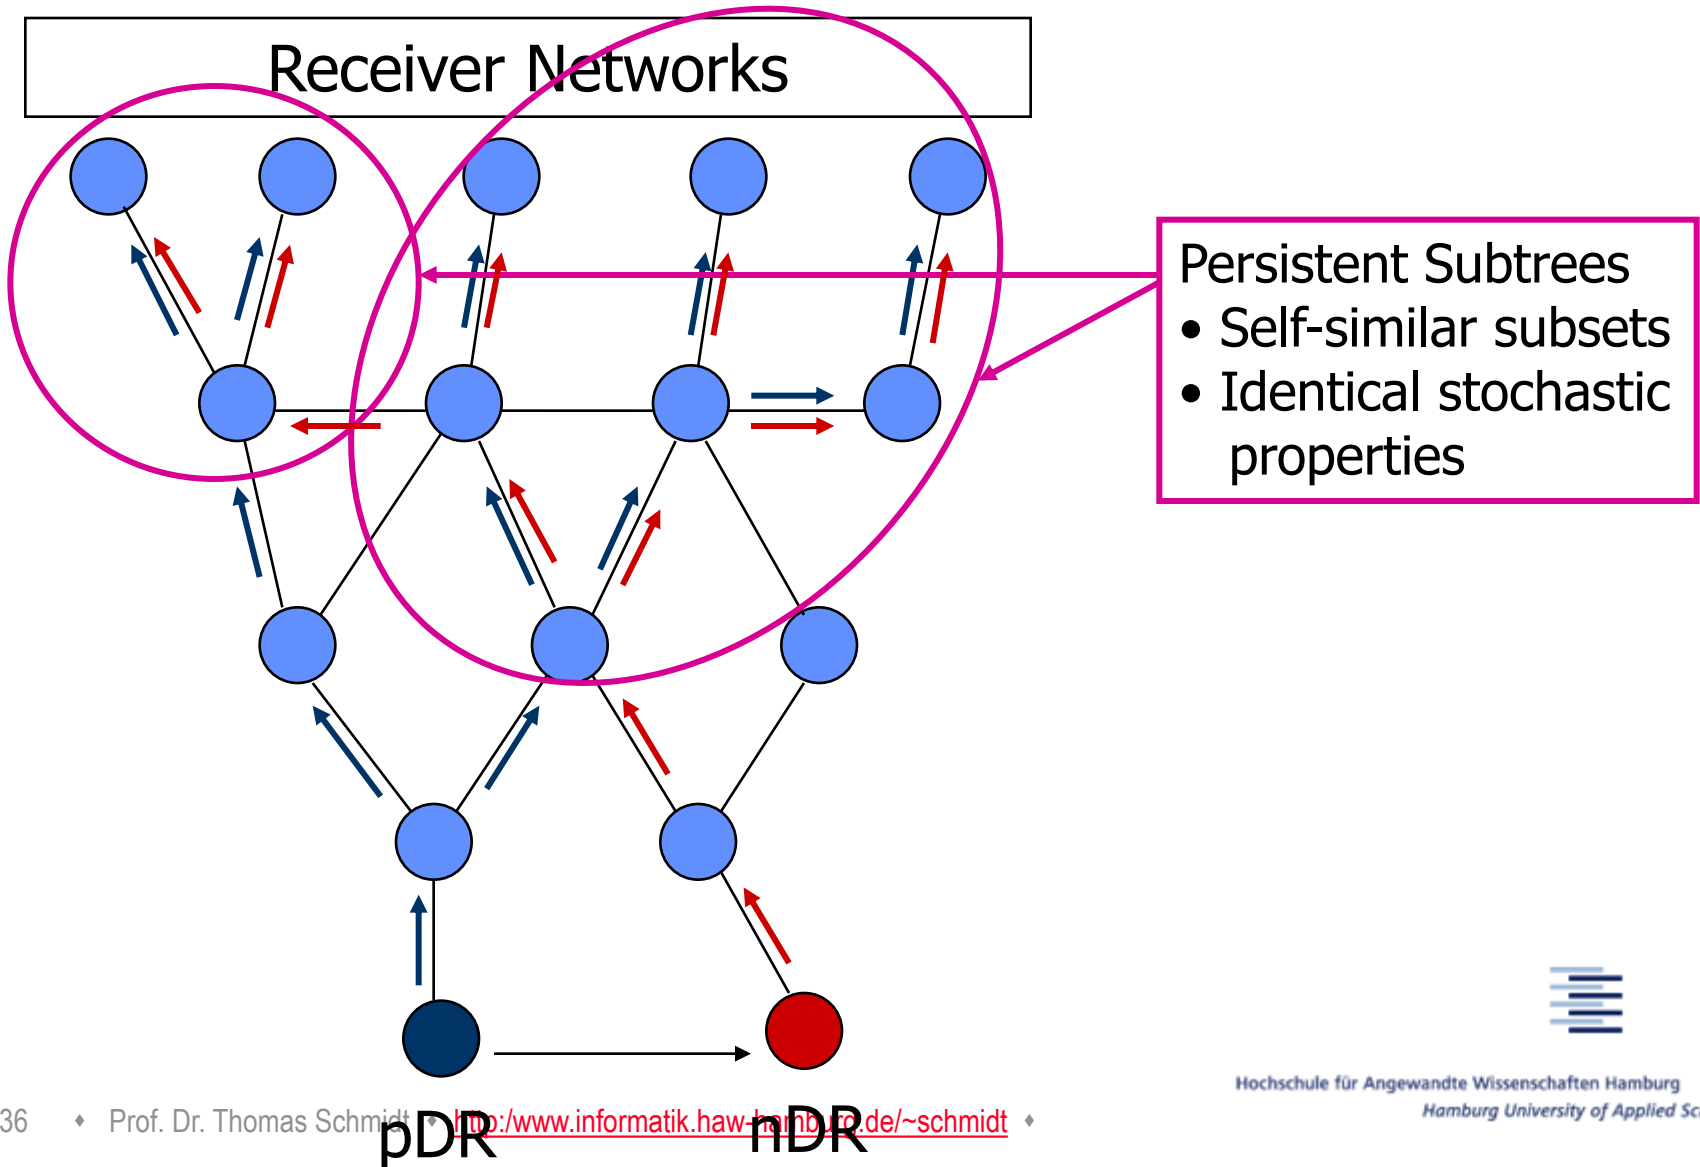 Receiver Networks
Persistent Subtrees
• Self-similar subsets
• Identical stochastic
properties
Hochschule für Angewandte Wissenschaften Hamburg
Hamburg University of Applied Sc
36 ♦ Prof. Dr. Thomas Schmidt ♦ http:/www.informatik.haw-hamburg.de/~schmidt ♦
pDR nDR